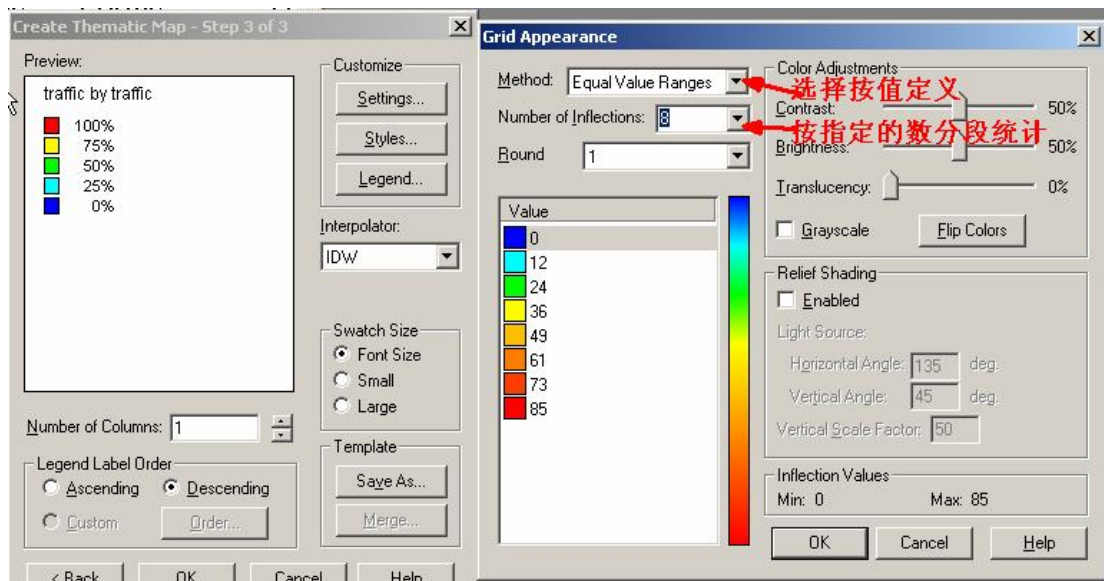 Create Thematic Map - Step 3 of 3
Preview:
traffic by traffic
100%
75%
50%
25%
0%
Customize
Settings...
Styles...
Legend...
Interpolator:
IDW
Swatch Size
Font Size
Small
Large
Number of Columns: 1
Legend Label Order
Ascending Descending
Custom Order...
Template
Save As...
Merge...
< Back OK Cancel Help
Grid Appearance
Method: Equal Value Ranges
选择按值定义
Number of Inflections: 8
按指定的数分段统计
Round 1
Value
0
12
24
36
49
61
73
85
Color Adjustments
Contrast: 50%
Brightness: 50%
Translucency: 0%
Grayscale Flip Colors
Relief Shading
Enabled
Light Source:
Horizontal Angle: 135 deg.
Vertical Angle: 45 deg.
Vertical Scale Factor: 50
Inflection Values
Min: 0 Max: 85
OK Cancel Help